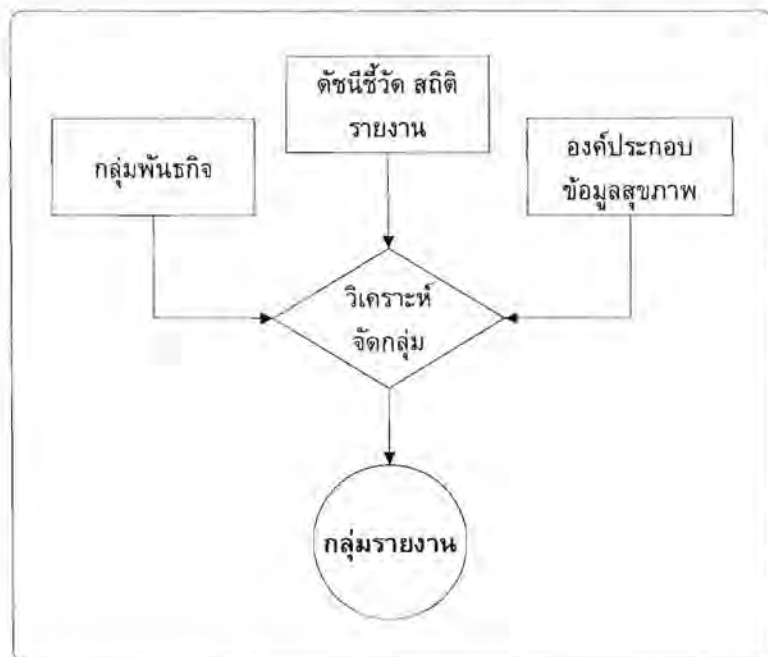 ดัชนีชี้วัด สถิติ
รายงาน
กลุ่มพันธกิจ
องค์ประกอบ
ข้อมูลสุขภาพ
วิเคราะห์
จัดกลุ่ม
กลุ่มรายงาน